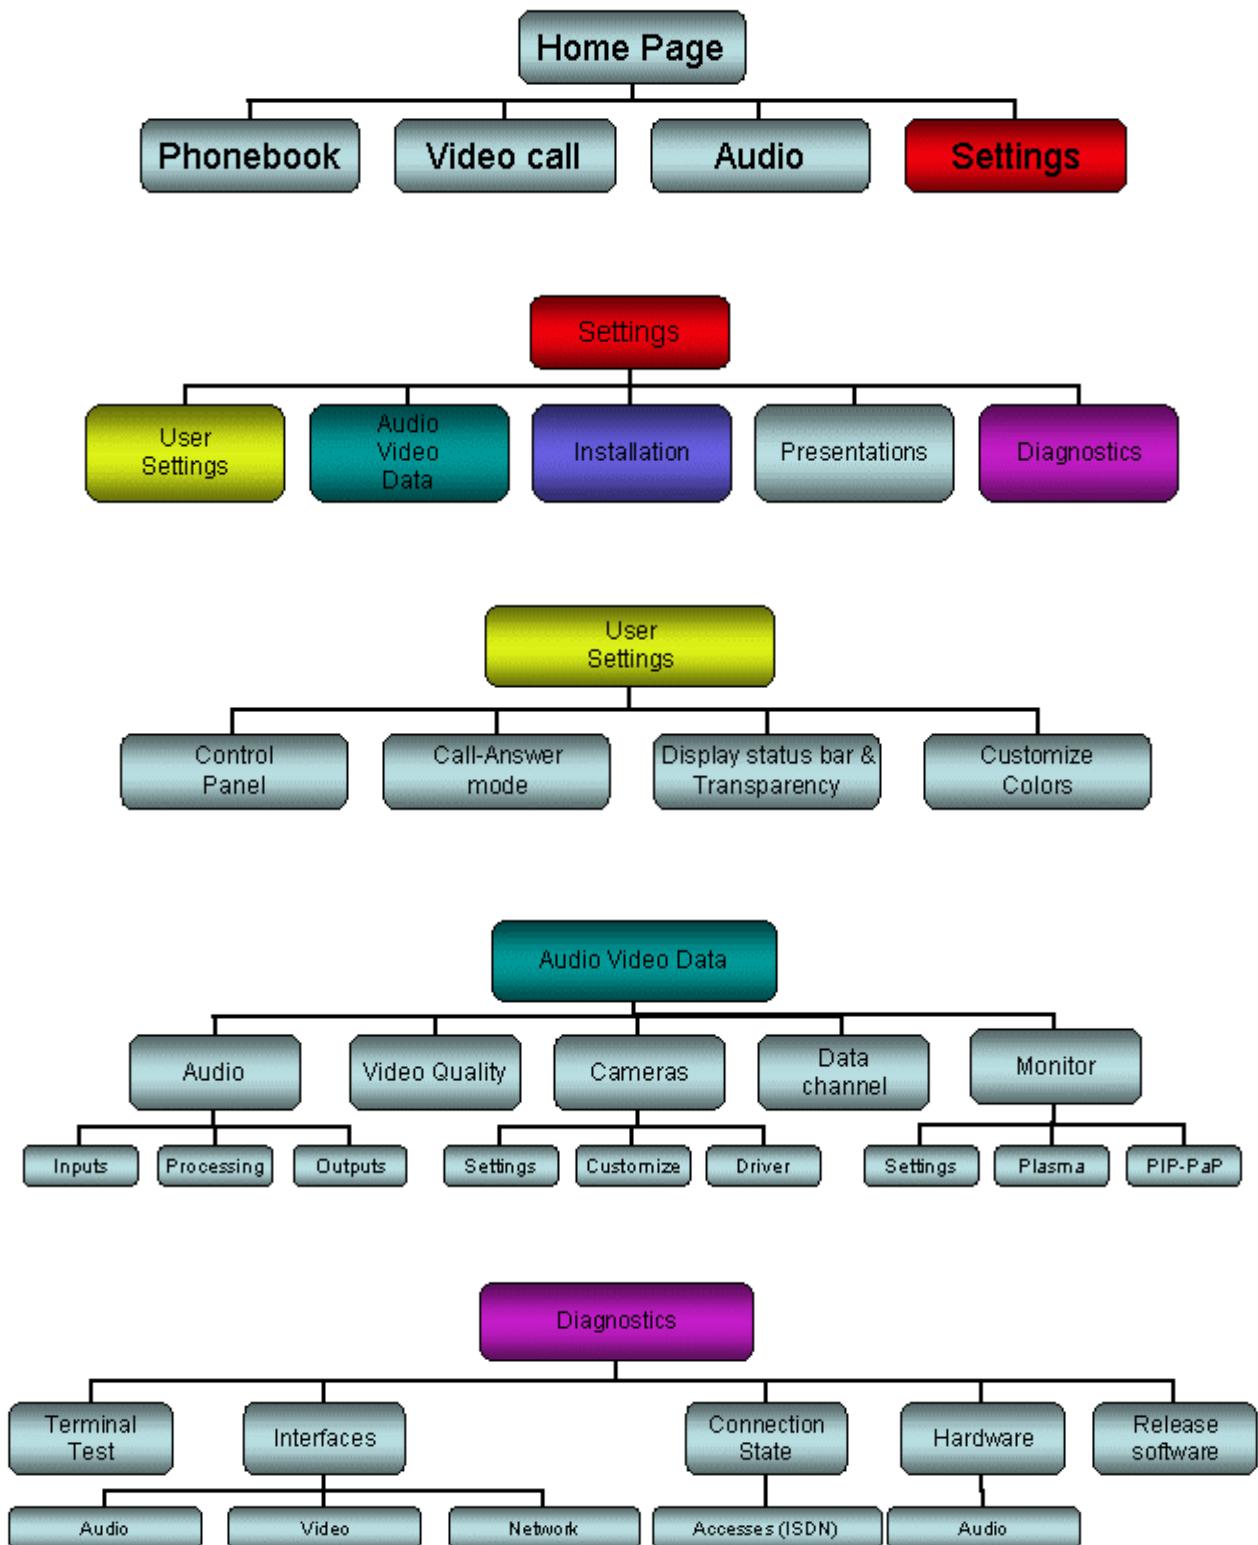 Home Page
Phonebook
Video call
Audio
Settings
Settings
User
Settings
Audio
Video
Data
Installation
Presentations
Diagnostics
User
Settings
Control
Panel
Call-Answer
mode
Display status bar &
Transparency
Customize
Colors
Audio Video Data
Audio
Video Quality
Cameras
Data
channel
Monitor
Inputs
Processing
Outputs
Settings
Customize
Driver
Settings
Plasma
PIP-PaP
Diagnostics
Terminal
Test
Interfaces
Connection
State
Hardware
Release
software
Audio
Video
Network
Accesses (ISDN)
Audio